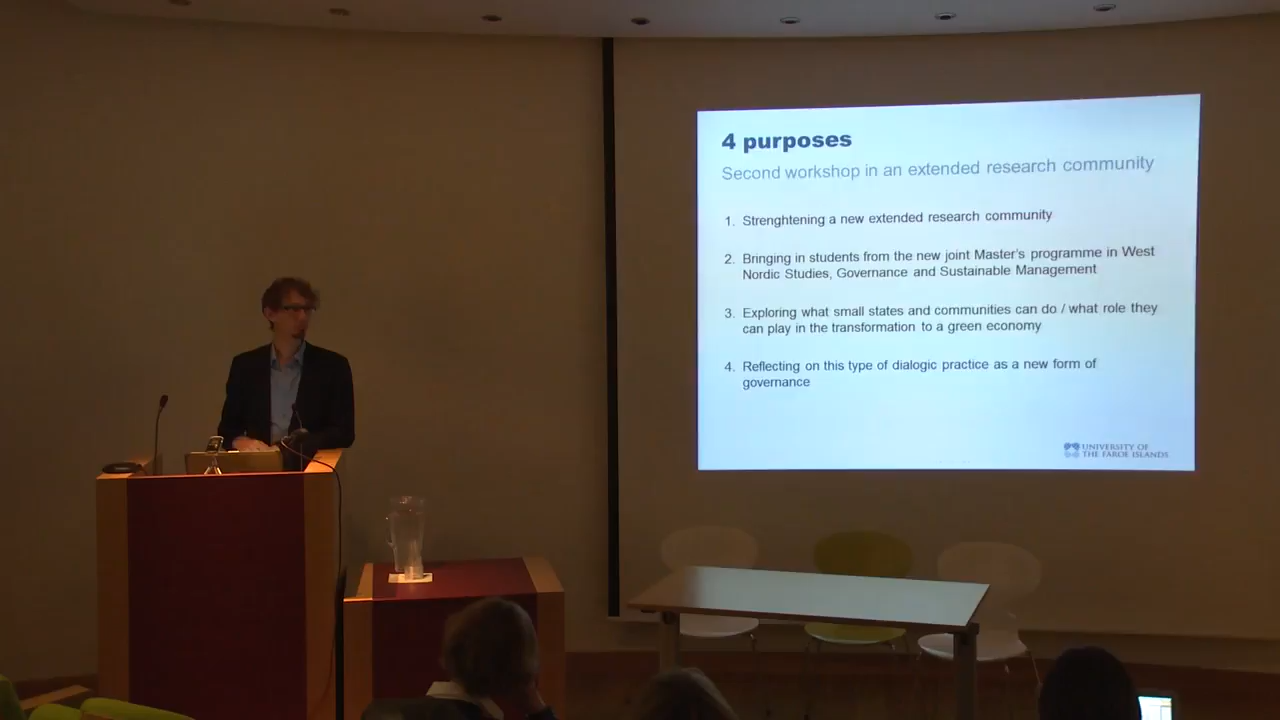 4 purposes
Second workshop in an extended research community
1. Strenghtening a new extended research community
2. Bringing in students from the new joint Master's programme in West
Nordic Studies, Governance and Sustainable Management
3. Exploring what small states and communities can do / what role they
can play in the transformation to a green economy
4. Reflecting on this type of dialogic practice as a new form of
governance
UNIVERSITY OF
THE FAROE ISLANDS